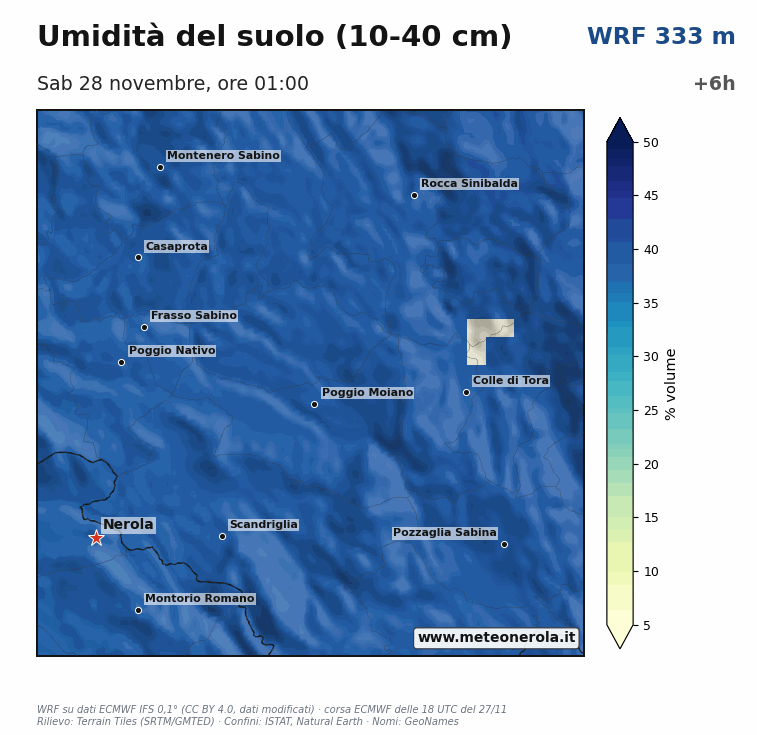 Umidità del suolo (10-40 cm)
WRF 333 m
Sab 28 novembre, ore 01:00
+6h
Montenero Sabino
Rocca Sinibalda
Casaprota
Frasso Sabino
Poggio Nativo
Colle di Tora
Poggio Moiano
Nerola
Scandriglia
Pozzaglia Sabina
Montorio Romano
www.meteonerola.it
50
45
40
35
30
25
20
15
10
5
% volume
WRF su dati ECMWF IFS 0,1° (CC BY 4.0, dati modificati) · corsa ECMWF delle 18 UTC del 27/11
Rilievo: Terrain Tiles (SRTM/GMTED) · Confini: ISTAT, Natural Earth · Nomi: GeoNames